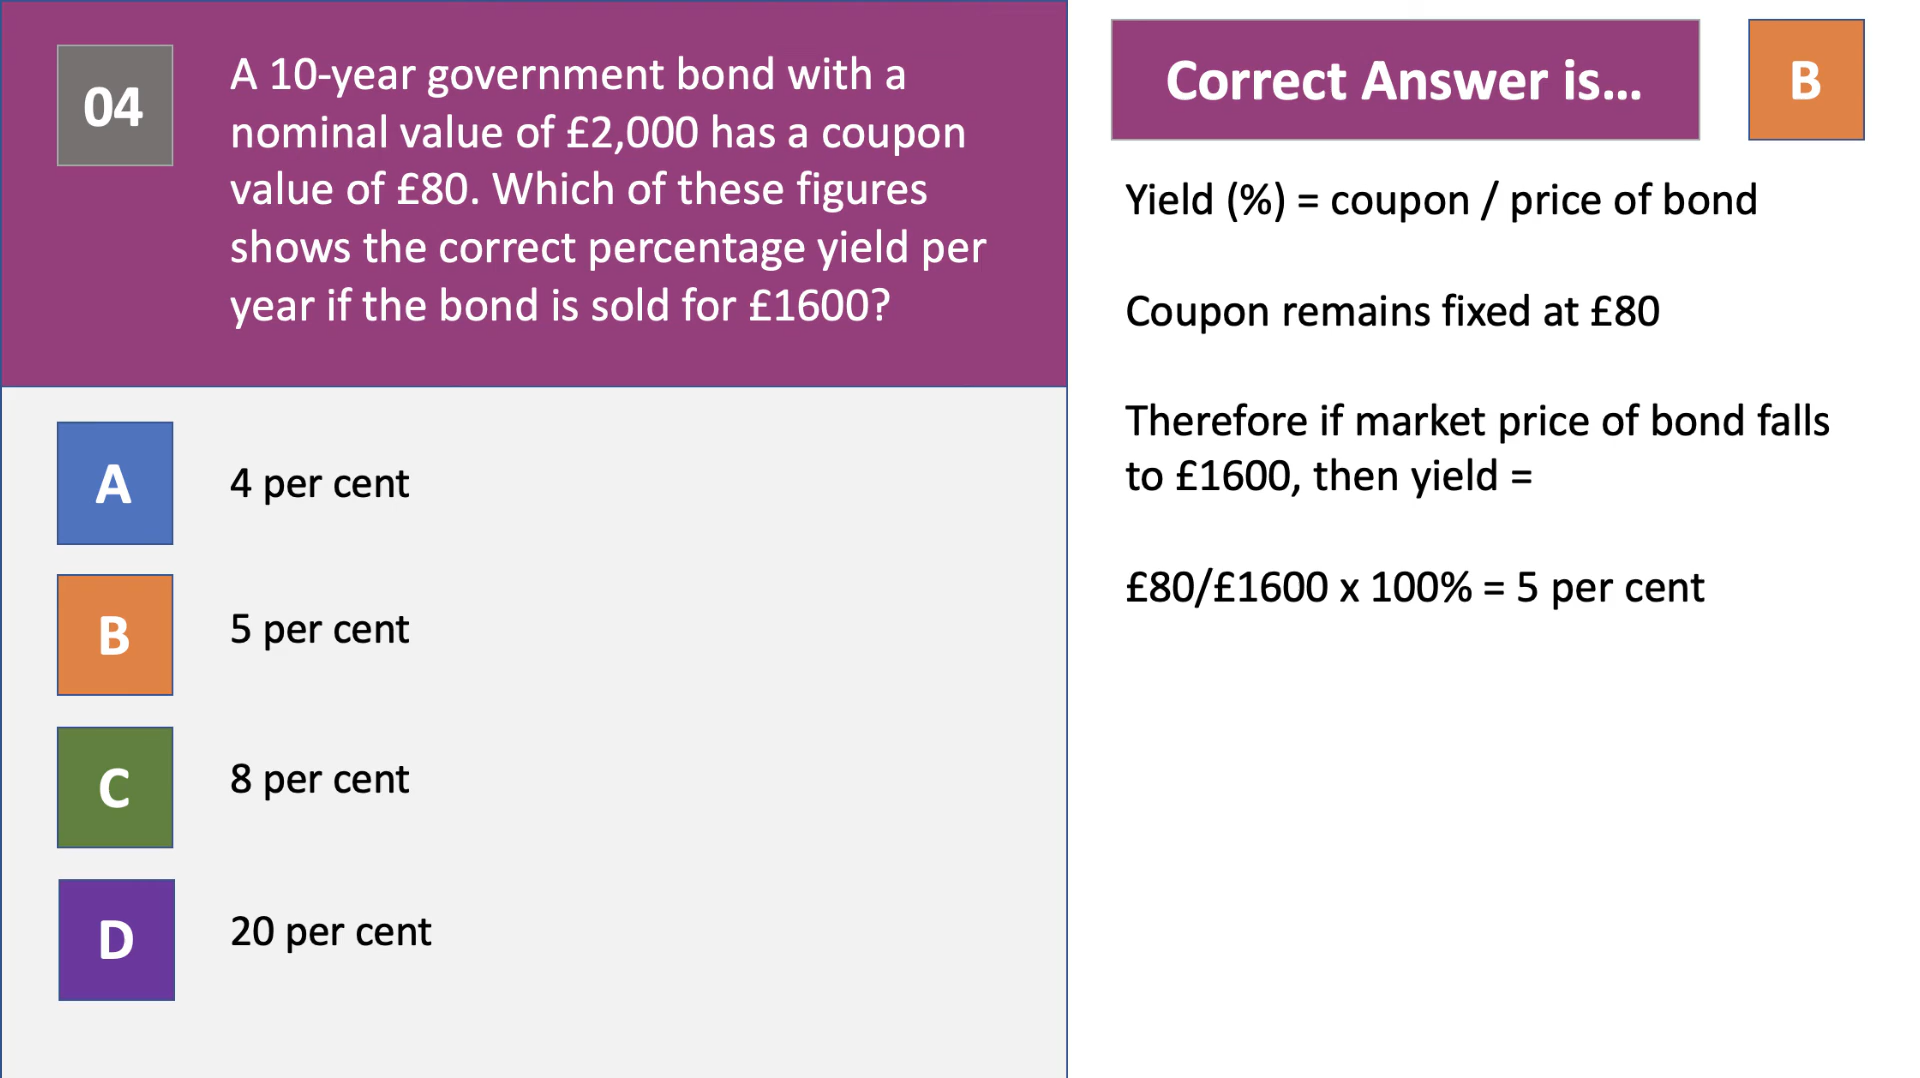 04
A 10-year government bond with a
nominal value of £2,000 has a coupon
value of £80. Which of these figures
shows the correct percentage yield per
year if the bond is sold for £1600?
A
4 per cent
B
5 per cent
C
8 per cent
D
20 per cent
Correct Answer is...
B
Yield (%) = coupon / price of bond
Coupon remains fixed at £80
Therefore if market price of bond falls
to £1600, then yield =
£80/£1600 x 100% = 5 per cent